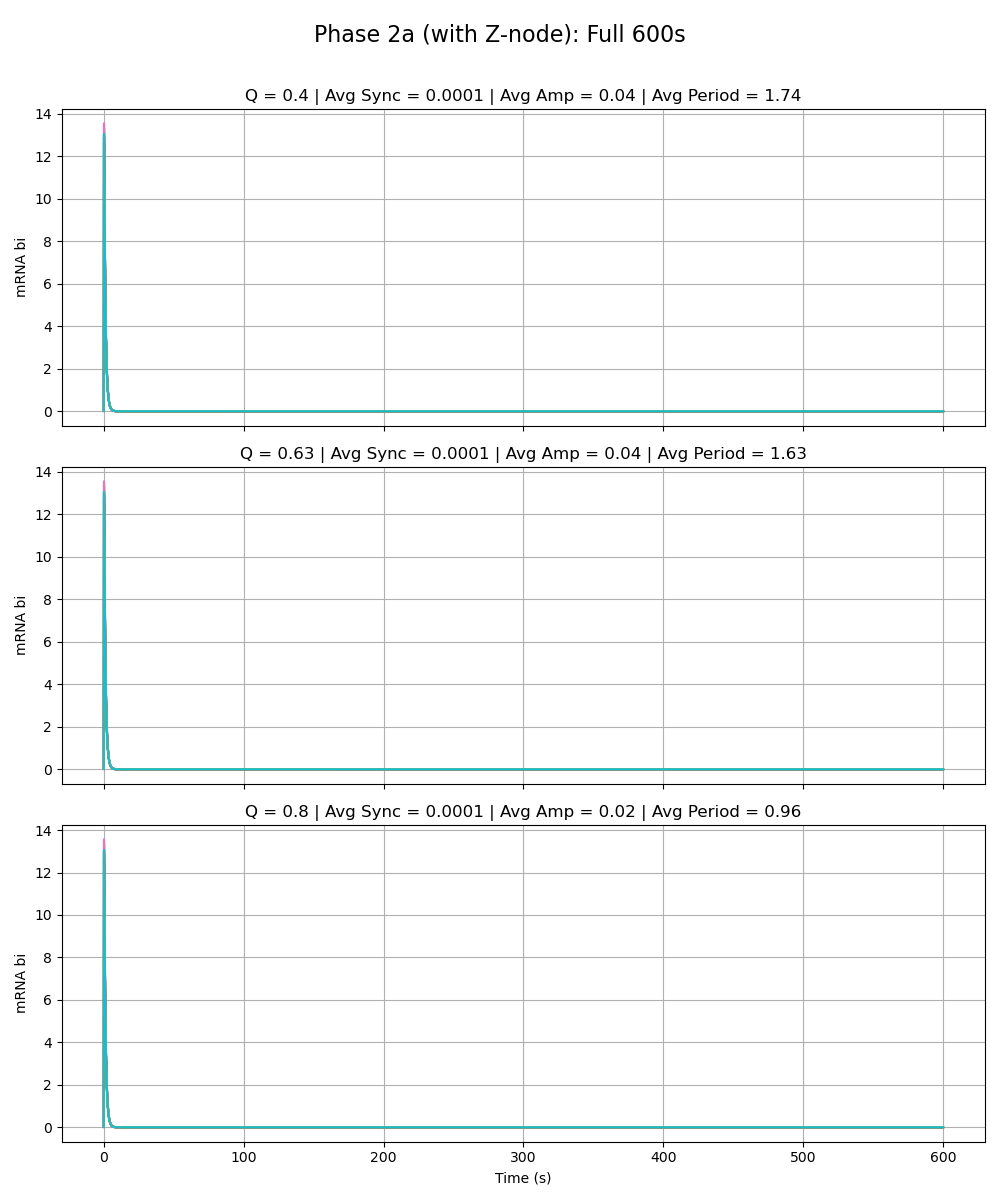 Phase 2a (with Z-node): Full 600s
Q = 0.4 | Avg Sync = 0.0001 | Avg Amp = 0.04 | Avg Period = 1.74
14
12
10
8
6
4
2
0
mRNA bi
Q = 0.63 | Avg Sync = 0.0001 | Avg Amp = 0.04 | Avg Period = 1.63
14
12
10
8
6
4
2
0
mRNA bi
Q = 0.8 | Avg Sync = 0.0001 | Avg Amp = 0.02 | Avg Period = 0.96
14
12
10
8
6
4
2
0
mRNA bi
0 100 200 300 400 500 600
Time (s)